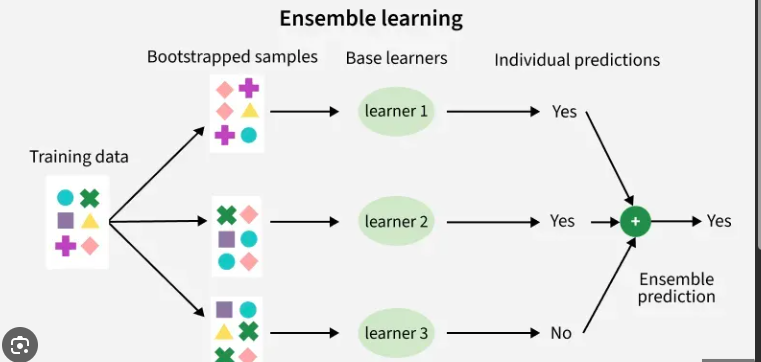 Ensemble learning
Bootstrapped samples
Base learners
Individual predictions
Training data
learner 1
Yes
learner 2
Yes
+
Yes
Ensemble
prediction
learner 3
No